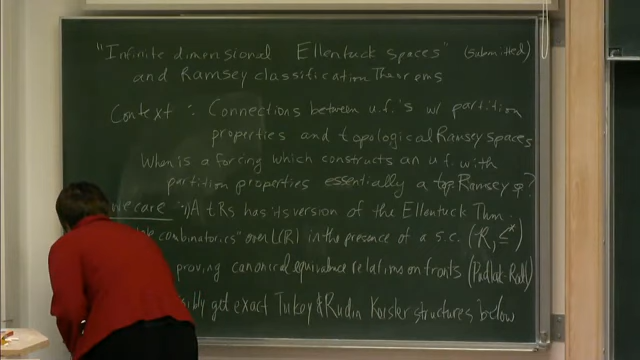 "Infinite dimensional Ellentuck spaces" (submitted)
and Ramsey classification Theorems
Context : Connections between u.f.'s w/ partition
properties and topological Ramsey spaces
When is a forcing which constructs an u.f. with
partition properties essentially a top. Ramsey sp?
we care : 1) A tRs has its version of the Ellentuck Thm.
combinatorics" over L(R) in the presence of a s.c. (R, ≤*)
proving canonical equivalence relations on fronts (Pudlak-Rödl)
get exact Tukey & Rudin Keisler structures below